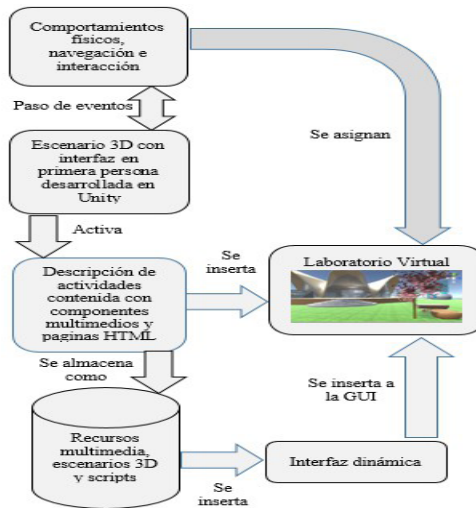 Comportamientos
físicos,
navegación e
interacción
Paso de eventos
Se asignan
Escenario 3D con
interfaz en
primera persona
desarrollada en
Unity
Activa
Descripción de
actividades
contenida con
componentes
multimedios y
paginas HTML
Se
inserta
Laboratorio Virtual
Se almacena
como
Se inserta a
la GUI
Recursos
multimedia,
escenarios 3D
y scripts
Se
inserta
Interfaz dinámica